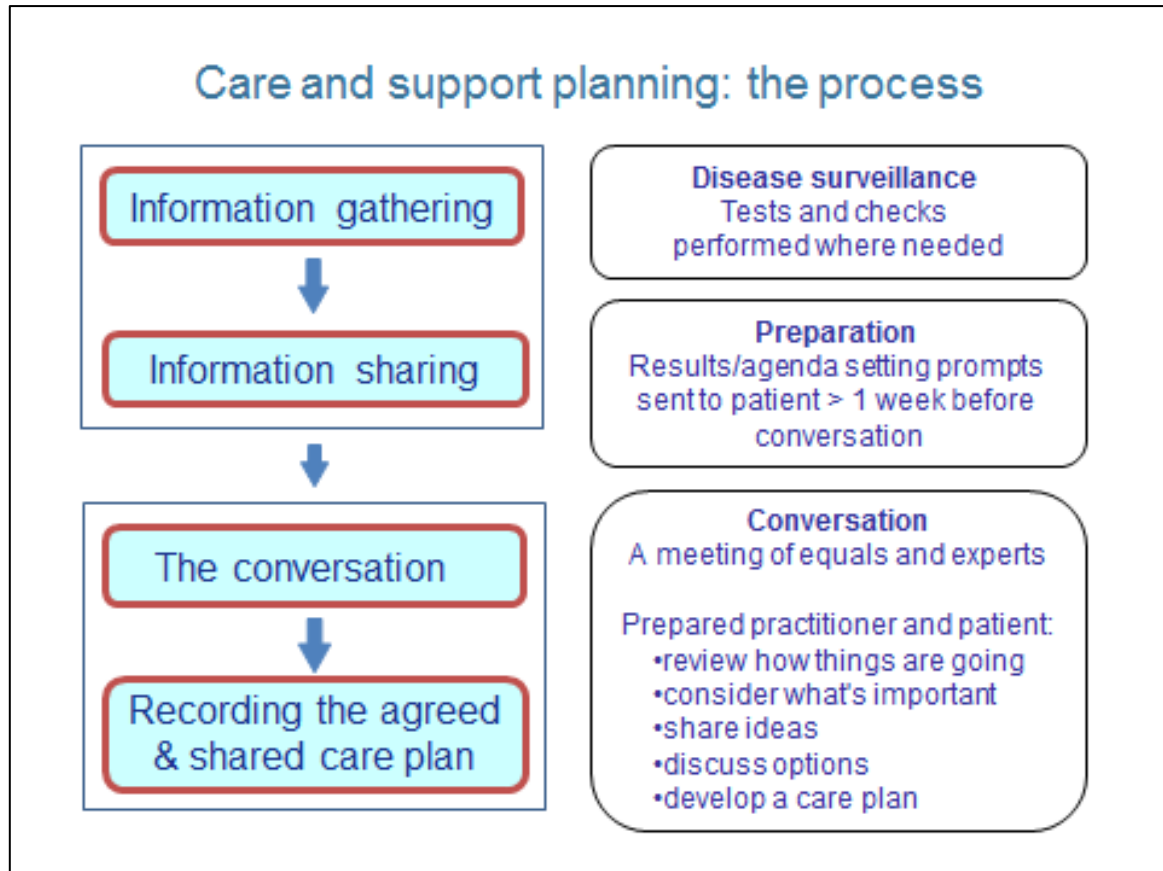 Care and support planning: the process
Information gathering
Information sharing
The conversation
Recording the agreed
& shared care plan
Disease surveillance
Tests and checks
performed where needed
Preparation
Results/agenda setting prompts
sent to patient > 1 week before
conversation
Conversation
A meeting of equals and experts
Prepared practitioner and patient:
•review how things are going
•consider what's important
•share ideas
•discuss options
•develop a care plan